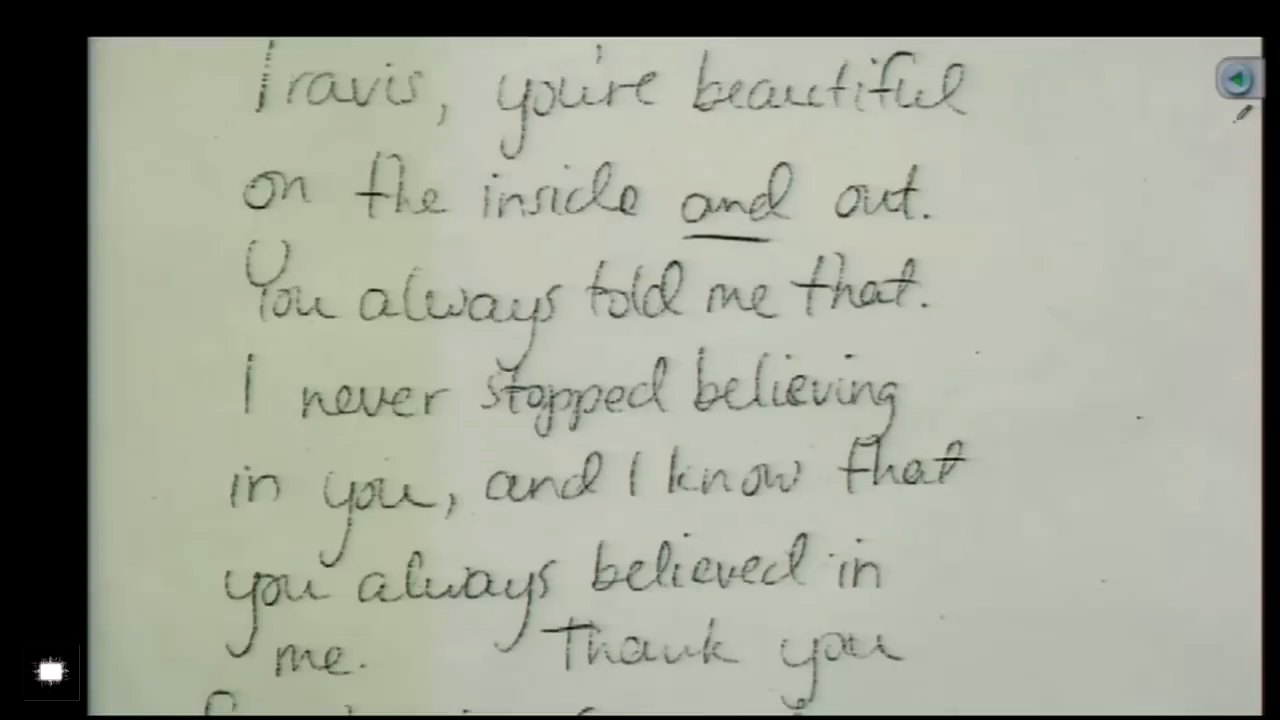 Travis, you're beautiful
on the inside and out.
You always told me that.
I never stopped believing
in you, and I know that
you always believed in
me. Thank you